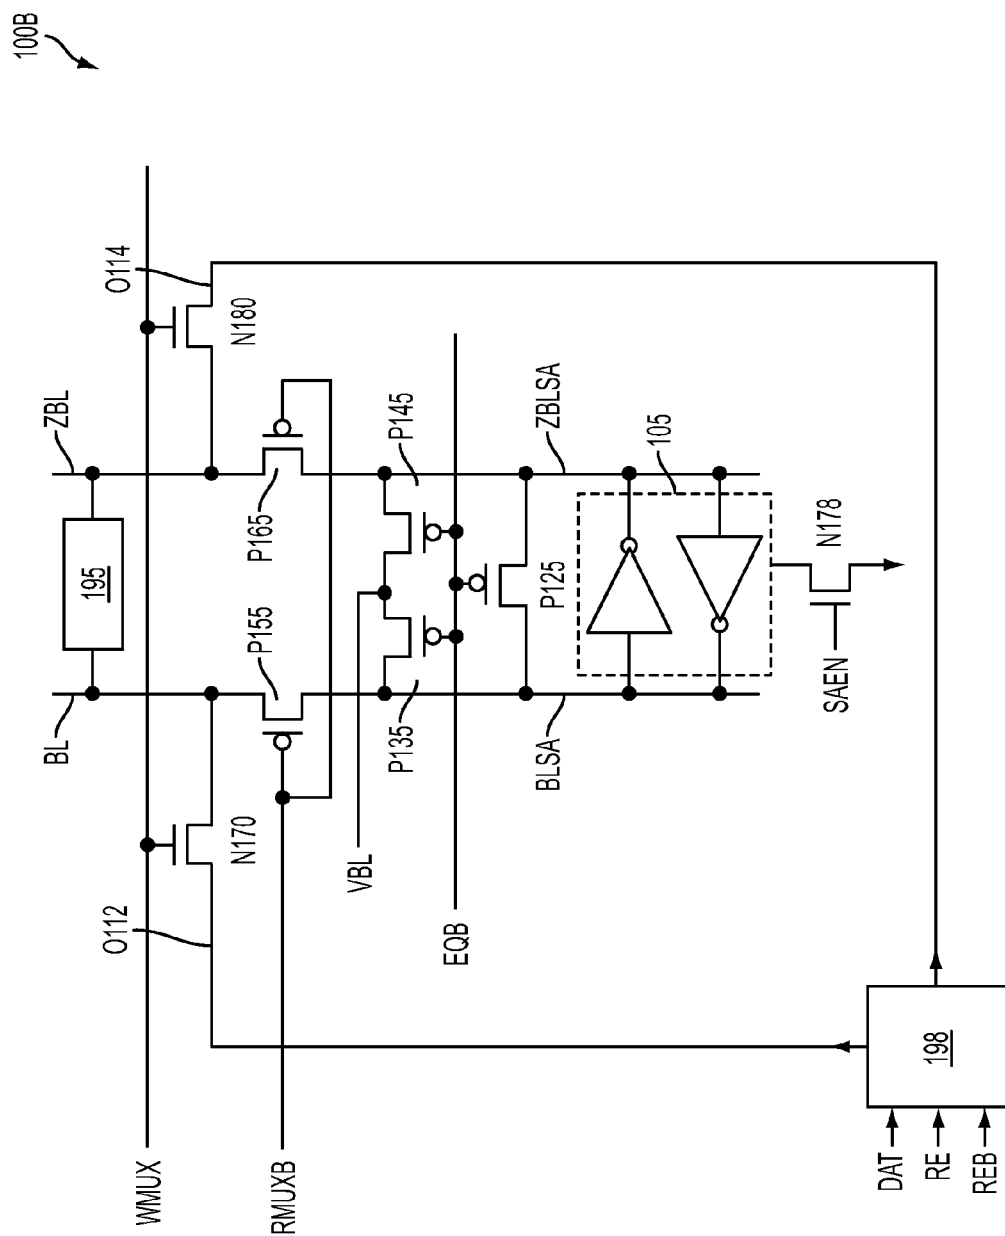 100B
WMUX
O112
N170
BL
195
ZBL
O114
N180
RMUXB
P155
P165
VBL
P135
P145
EQB
P125
BLSA
ZBLSA
105
SAEN
N178
DAT
RE
REB
198